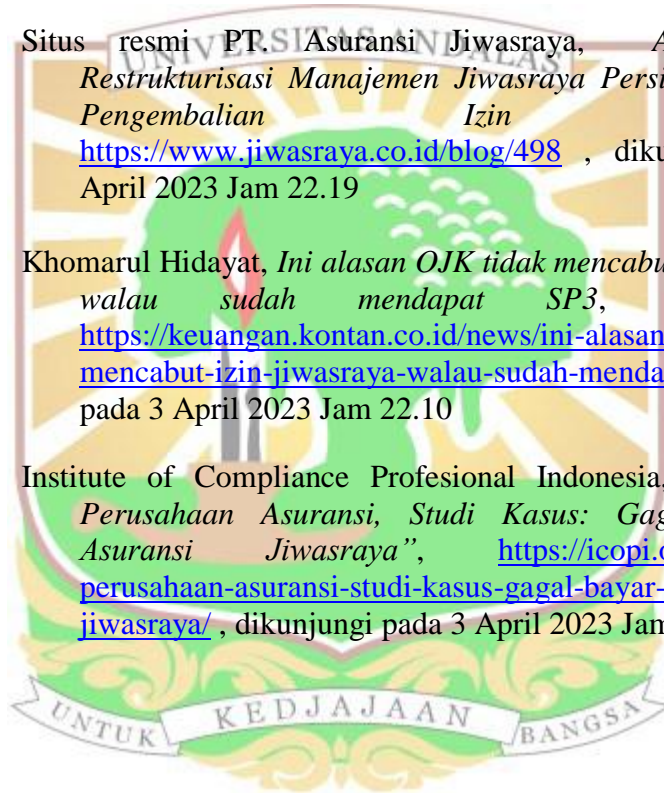 UNIVERSITAS ANDALAS
Situs resmi PT. Asuransi Jiwasraya,
Restrukturisasi Manajemen Jiwasraya
Pengembalian Izin
https://www.jiwasraya.co.id/blog/498 ,
April 2023 Jam 22.19
Khomarul Hidayat, Ini alasan OJK tidak
walau sudah mendapat SP3,
https://keuangan.kontan.co.id/news/ini-alasan
mencabut-izin-jiwasraya-walau-sudah-menda
pada 3 April 2023 Jam 22.10
Institute of Compliance Profesional Indonesia,
Perusahaan Asuransi, Studi Kasus:
Asuransi Jiwasraya”, https://icopi.o
perusahaan-asuransi-studi-kasus-gagal-bayar-
jiwasraya/ , dikunjungi pada 3 April 2023 Jam
UNTUK KEDJAJAAN BANGSA